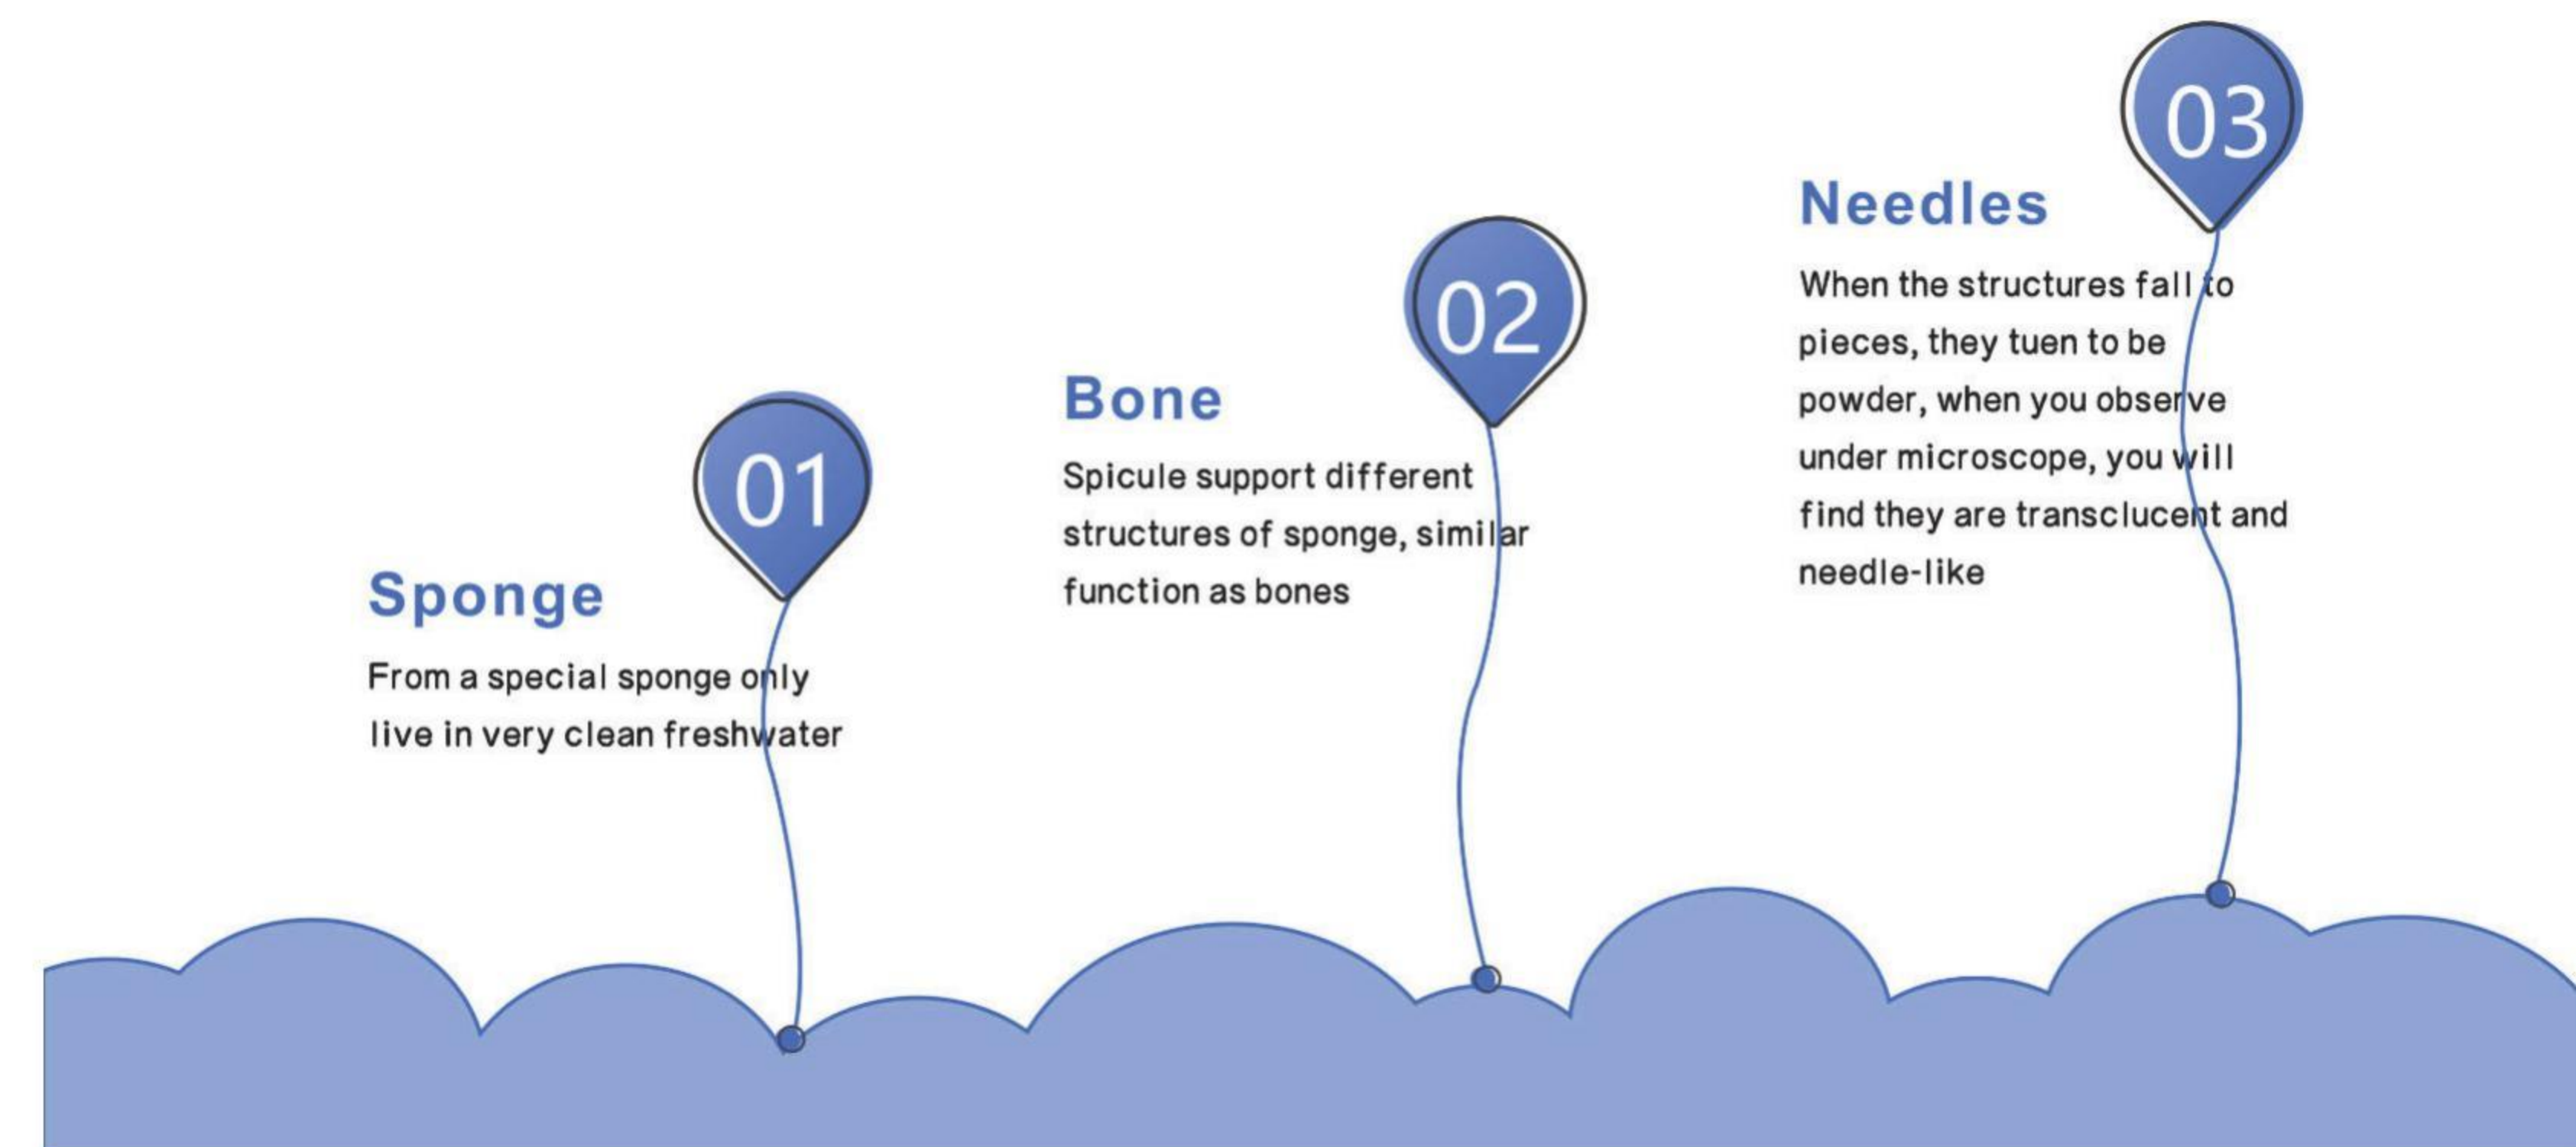 01
Sponge
From a special sponge only
live in very clean freshwater
02
Bone
Spicule support different
structures of sponge, similar
function as bones
03
Needles
When the structures fall to
pieces, they tuen to be
powder, when you observe
under microscope, you will
find they are transclucent and
needle-like